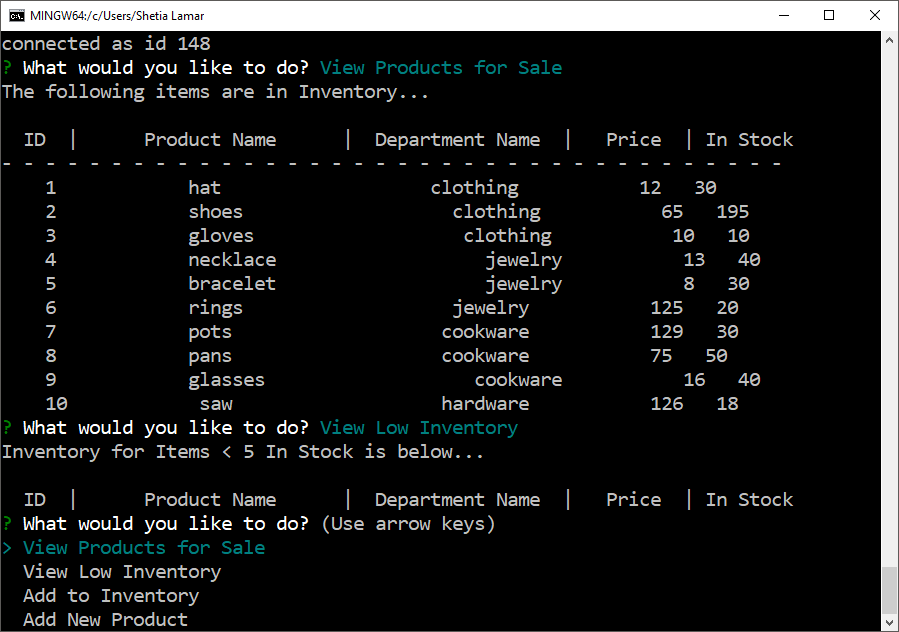 MINGW64:/c/Users/Shetia Lamar
connected as id 148
? What would you like to do? View Products for Sale
The following items are in Inventory...
  ID  |      Product Name      |  Department Name  |   Price  | In Stock
- - - - - - - - - - - - - - - - - - - - - - - - - - - - - - - - - - - -
    1            hat                   clothing           12   30
    2            shoes                   clothing           65   195
    3            gloves                   clothing           10   10
    4            necklace                   jewelry           13   40
    5            bracelet                   jewelry           8   30
    6            rings                   jewelry           125   20
    7            pots                   cookware           129   30
    8            pans                   cookware           75   50
    9            glasses                   cookware           16   40
    10            saw                   hardware           126   18
? What would you like to do? View Low Inventory
Inventory for Items < 5 In Stock is below...
  ID  |      Product Name      |  Department Name  |   Price  | In Stock
? What would you like to do? (Use arrow keys)
> View Products for Sale
  View Low Inventory
  Add to Inventory
  Add New Product